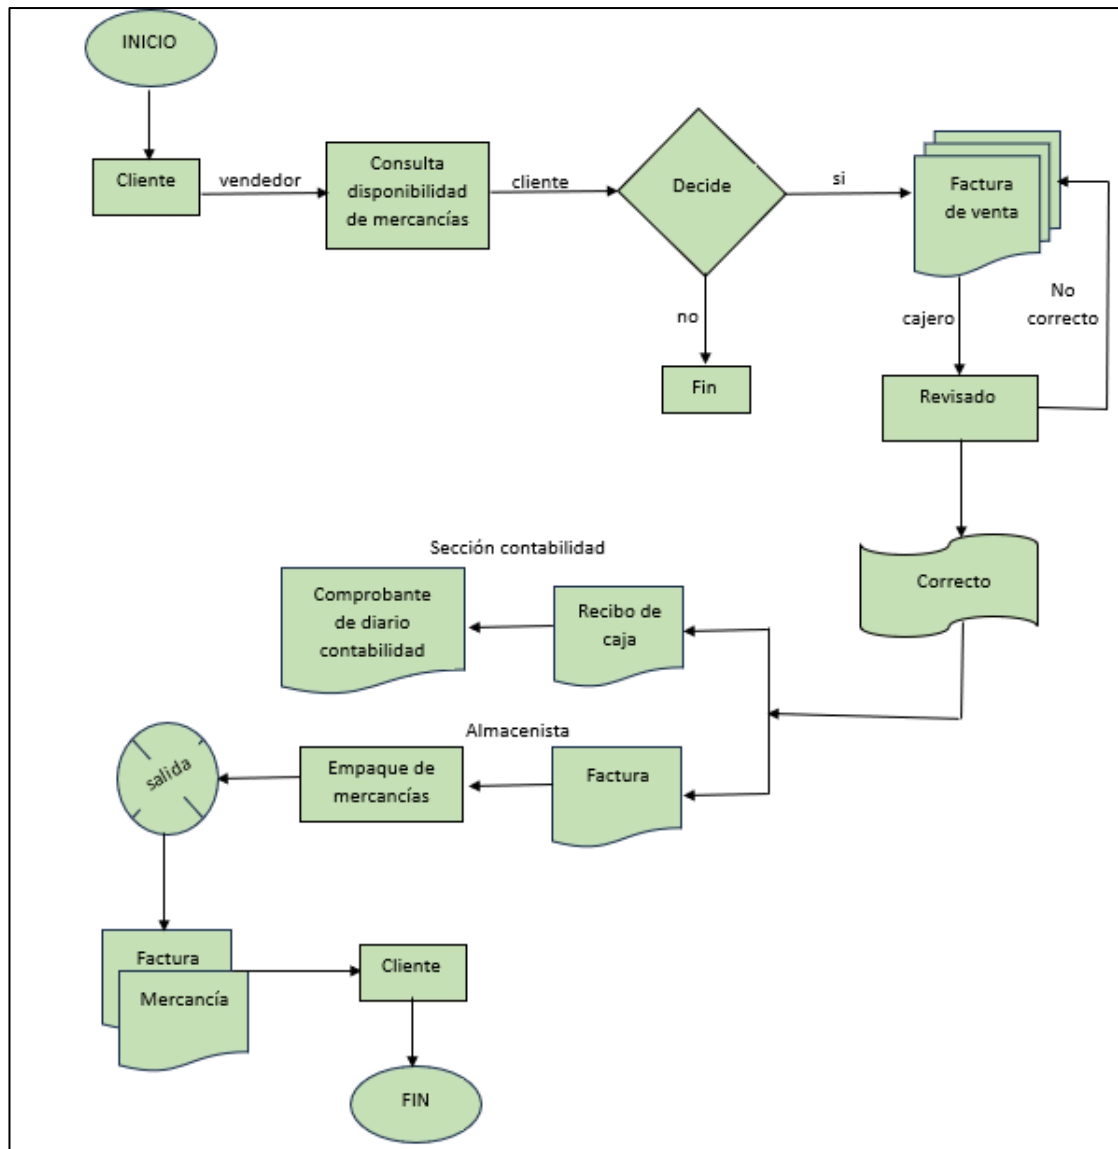 INICIO
Cliente
vendedor
Consulta
disponibilidad
de mercancías
cliente
Decide
si
Factura
de venta
no
Fin
cajero
No
correcto
Revisado
Correcto
Sección contabilidad
Recibo de
caja
Comprobante
de diario
contabilidad
Almacenista
Factura
Empaque de
mercancías
salida
Factura
Mercancía
Cliente
FIN